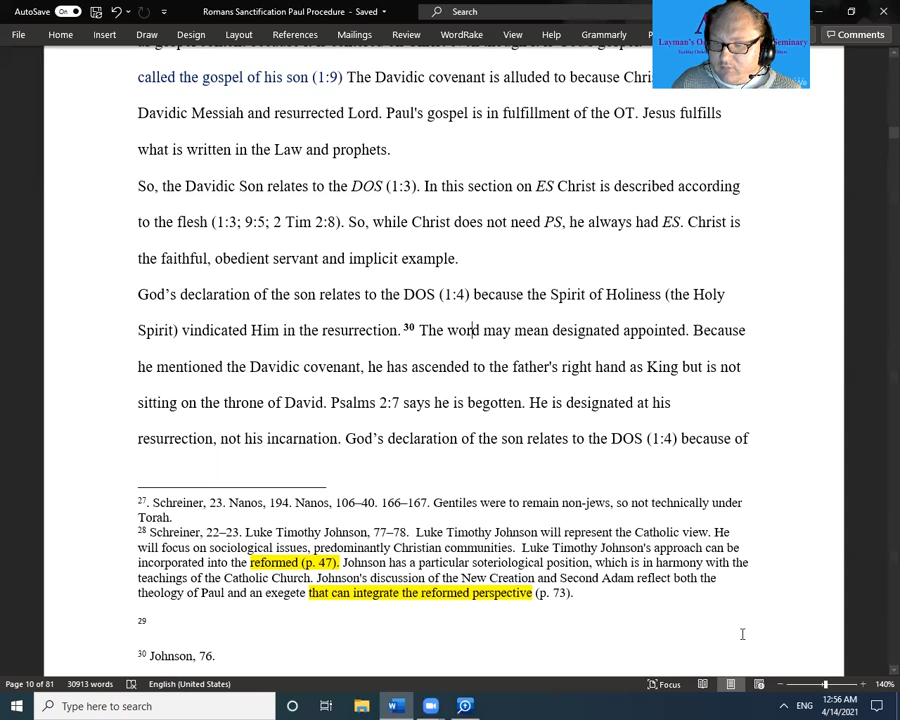 AutoSave On Romans Sanctification Paul Procedure - Saved Search
File Home Insert Draw Design Layout References Mailings Review View WordRake Help Grammarly Comments
Layman's Seminary
called the gospel of his son (1:9) The Davidic covenant is alluded to because
Davidic Messiah and resurrected Lord. Paul's gospel is in fulfillment of the OT. Jesus fulfills
what is written in the Law and prophets.
So, the Davidic Son relates to the DOS (1:3). In this section on ES Christ is described according
to the flesh (1:3; 9:5; 2 Tim 2:8). So, while Christ does not need PS, he always had ES. Christ is
the faithful, obedient servant and implicit example.
God's declaration of the son relates to the DOS (1:4) because the Spirit of Holiness (the Holy
Spirit) vindicated Him in the resurrection. 30 The word may mean designated appointed. Because
he mentioned the Davidic covenant, he has ascended to the father's right hand as King but is not
sitting on the throne of David. Psalms 2:7 says he is begotten. He is designated at his
resurrection, not his incarnation. God's declaration of the son relates to the DOS (1:4) because of
27. Schreiner, 23. Nanos, 194. Nanos, 106–40. 166–167. Gentiles were to remain non-jews, so not technically under
Torah.
28 Schreiner, 22–23. Luke Timothy Johnson, 77–78. Luke Timothy Johnson will represent the Catholic view. He
will focus on sociological issues, predominantly Christian communities. Luke Timothy Johnson's approach can be
incorporated into the reformed (p. 47). Johnson has a particular soteriological position, which is in harmony with the
teachings of the Catholic Church. Johnson's discussion of the New Creation and Second Adam reflect both the
theology of Paul and an exegete that can integrate the reformed perspective (p. 73).
29
30 Johnson, 76.
Page 10 of 81 30913 words English (United States) Focus 140%
Type here to search ENG 12:56 AM
4/14/2021